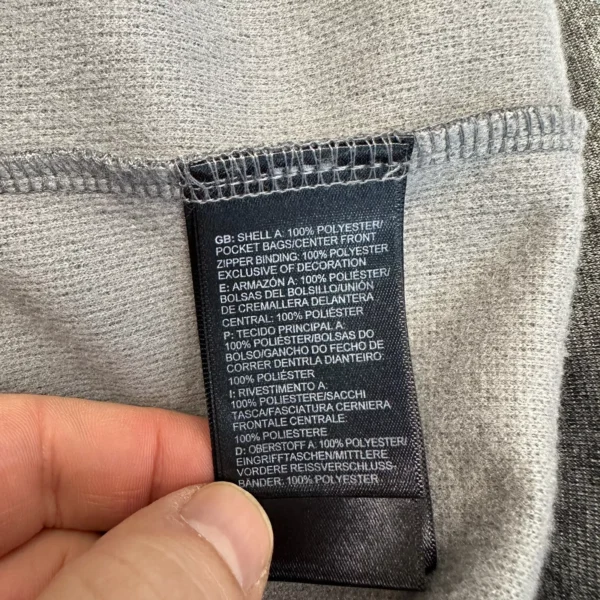 GB: SHELL A: 100% POLYESTER/
POCKET BAGS/CENTER FRONT
ZIPPER BINDING: 100% POLYESTER
EXCLUSIVE OF DECORATION
E: ARMAZÓN A: 100% POLIÉSTER/
BOLSAS DEL BOLSILLO/UNIÓN
DE CREMALLERA DELANTERA
CENTRAL: 100% POLIÉSTER
P: TECIDO PRINCIPAL A:
100% POLIÉSTER/BOLSAS DO
BOLSO/GANCHO DO FECHO DE
CORRER DENTRLA DIANTEIRO:
100% POLIÉSTER
I: RIVESTIMENTO A:
100% POLIESTERE/SACCHI
TASCA/FASCIATURA CERNIERA
FRONTALE CENTRALE:
100% POLIESTERE
D: OBERSTOFF A: 100% POLYESTER/
EINGRIFFTASCHEN/MITTLERE
VORDERE REISSVERSCHLUSS-
BÄNDER: 100% POLYESTER